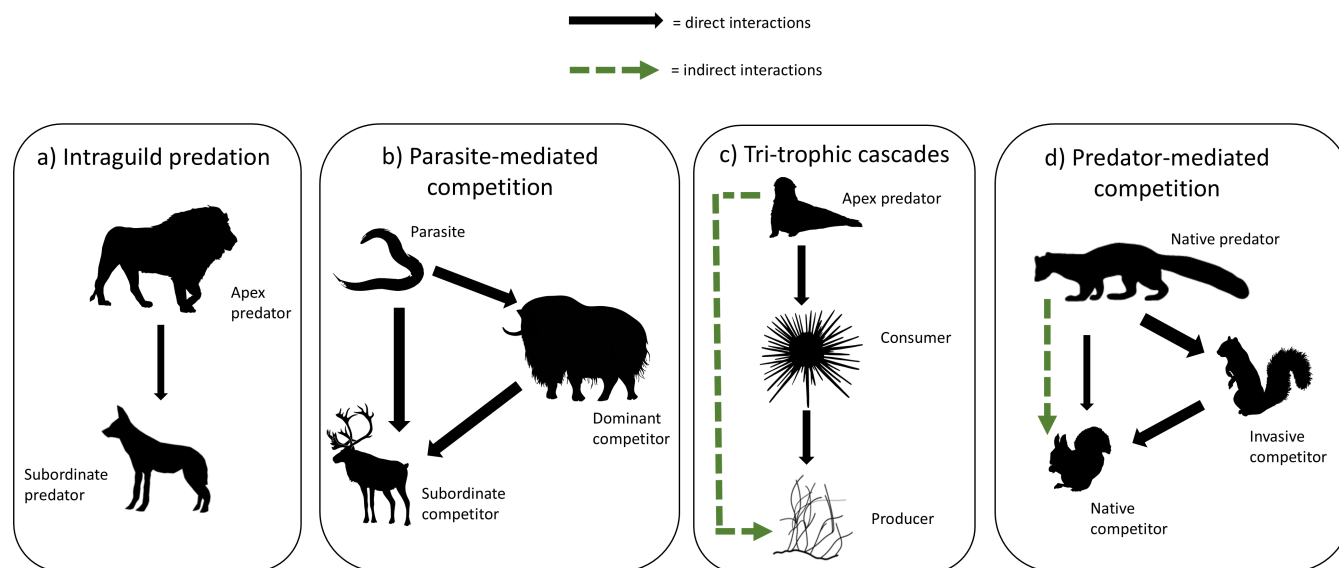 = direct interactions
= indirect interactions
a) Intraguild predation
Apex
predator
Subordinate
predator
b) Parasite-mediated
competition
Parasite
Dominant
competitor
Subordinate
competitor
c) Tri-trophic cascades
Apex predator
Consumer
Producer
d) Predator-mediated
competition
Native predator
Invasive
competitor
Native
competitor